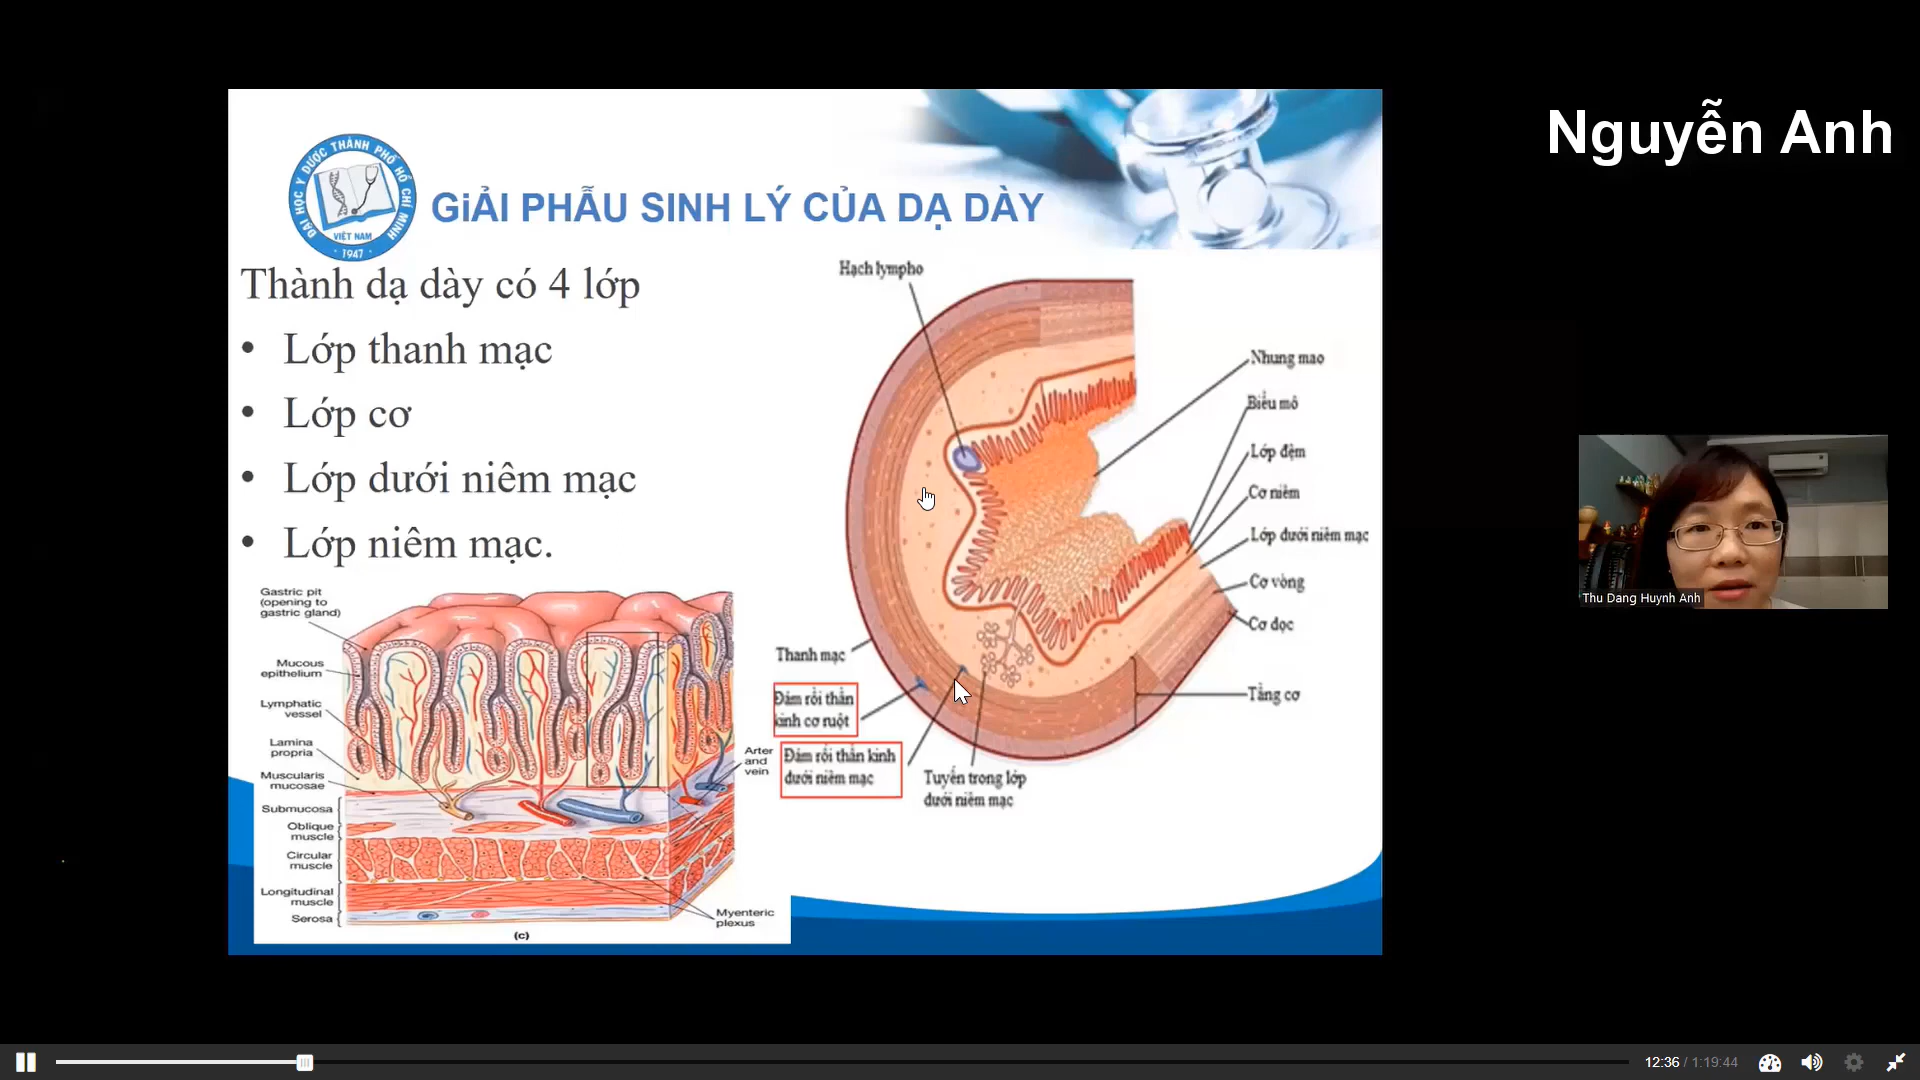 Nguyễn Anh
ĐẠI HỌC Y DƯỢC THÀNH PHỐ HỒ CHÍ MINH
VIỆT NAM
1947
GiẢI PHẪU SINH LÝ CỦA DẠ DÀY
Thành dạ dày có 4 lớp
• Lớp thanh mạc
• Lớp cơ
• Lớp dưới niêm mạc
• Lớp niêm mạc.
Hạch lympho
Nhung mao
Biểu mô
Lớp đệm
Cơ niêm
Lớp dưới niêm mạc
Cơ vòng
Cơ dọc
Tầng cơ
Thanh mạc
Đám rối thần
kinh cơ ruột
Đám rối thần kinh
dưới niêm mạc
Tuyến trong lớp
dưới niêm mạc
Gastric pit
(opening to
gastric gland)
Mucous
epithelium
Lymphatic
vessel
Lamina
propria
Muscularis
mucosae
Submucosa
Oblique
muscle
Circular
muscle
Longitudinal
muscle
Serosa
Arter
and
vein
Myenteric
plexus
(c)
Thu Dang Huynh Anh
12:36 / 1:19:44